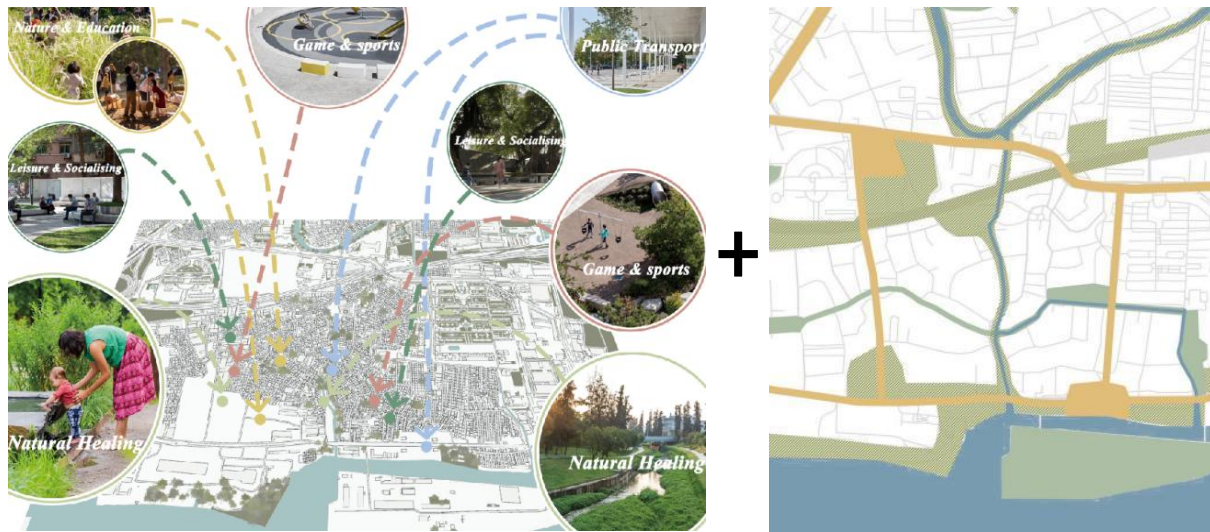 Nature & Education
Game & sports
Public Transport
Leisure & Socialising
Leisure & Socialising
Game & sports
Natural Healing
Natural Healing
+